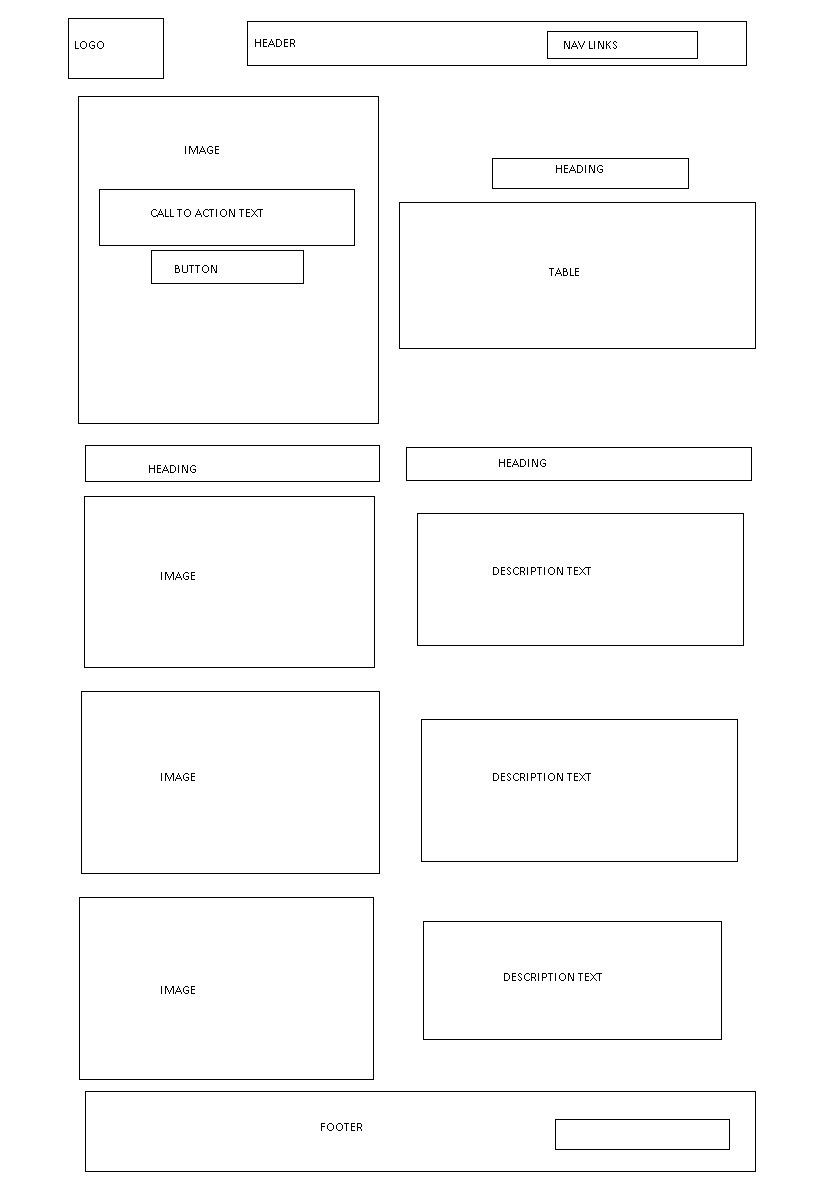 LOGO
HEADER
NAV LINKS
IMAGE
CALL TO ACTION TEXT
BUTTON
HEADING
TABLE
HEADING
HEADING
IMAGE
DESCRIPTION TEXT
IMAGE
DESCRIPTION TEXT
IMAGE
DESCRIPTION TEXT
FOOTER